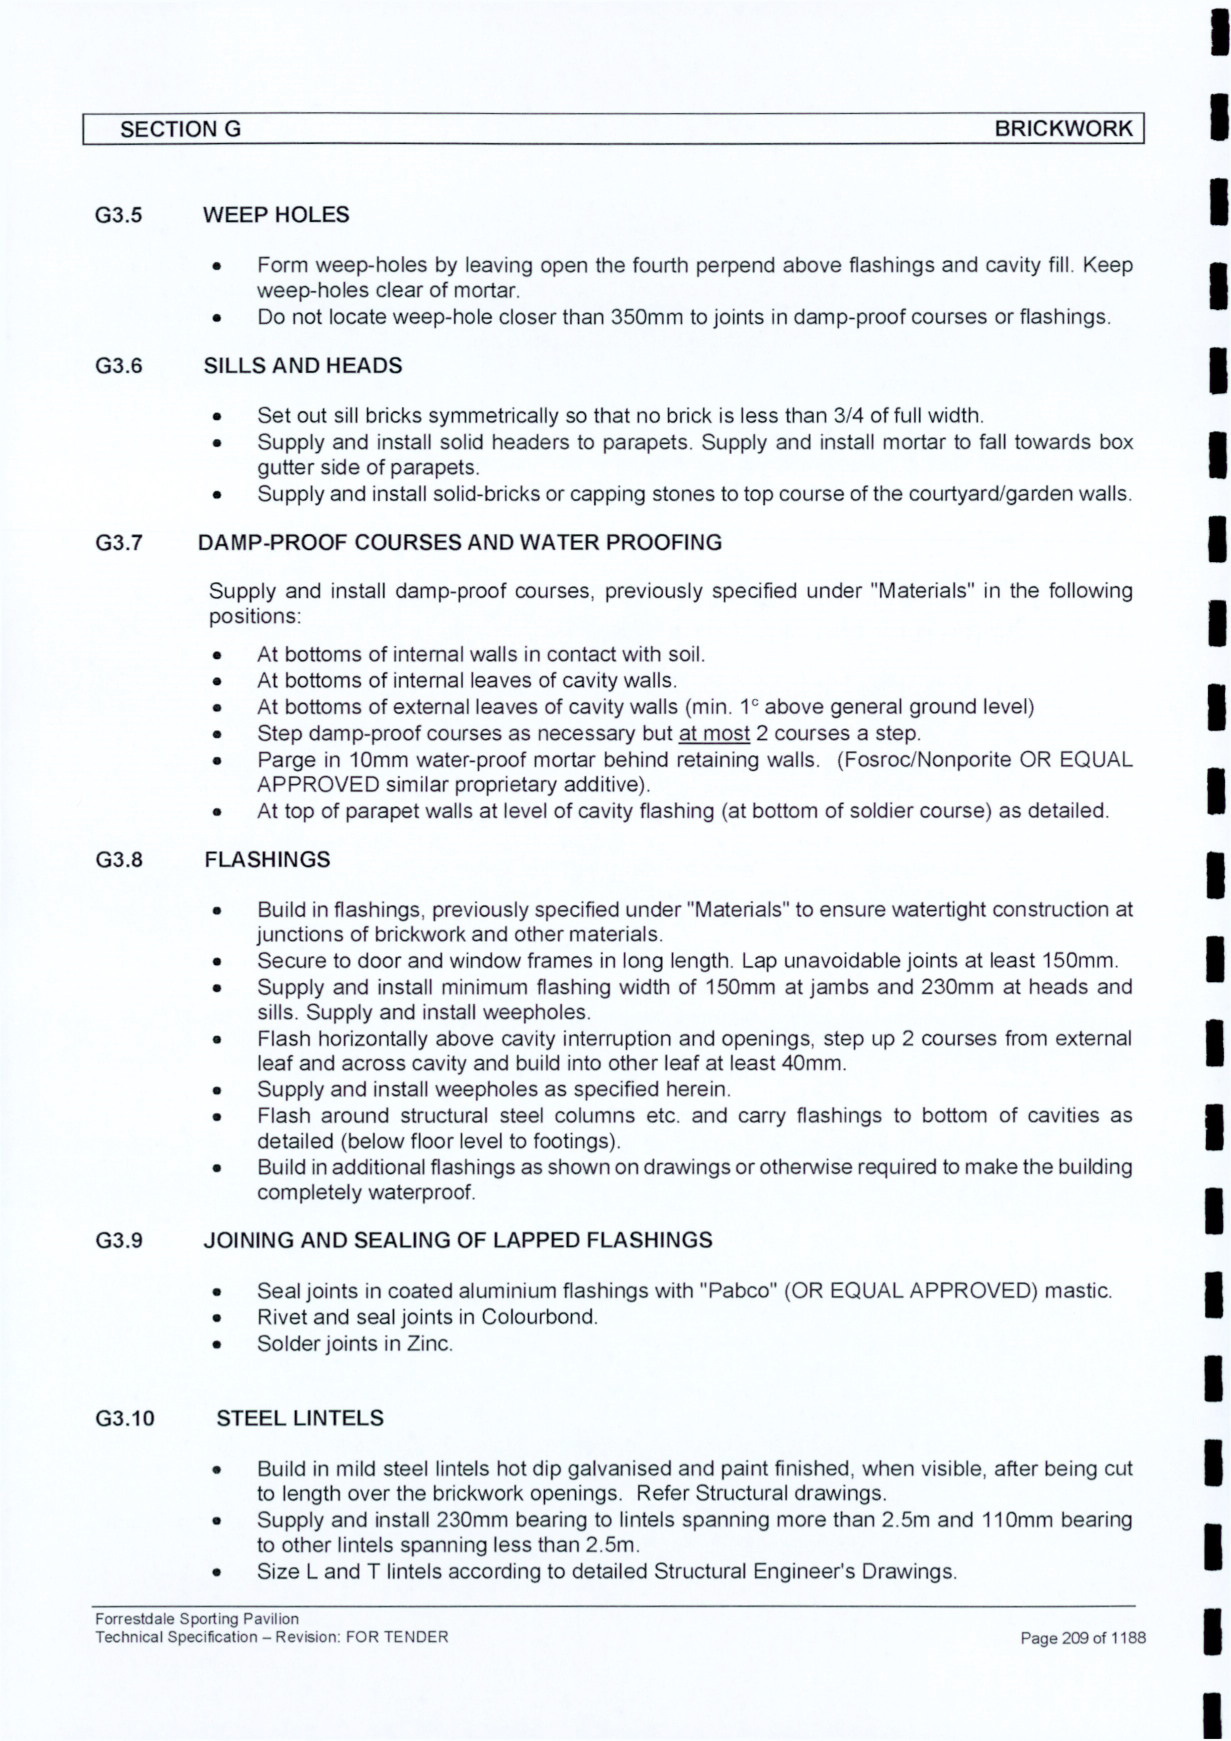 SECTION G BRICKWORK
G3.5 WEEP HOLES
• Form weep-holes by leaving open the fourth perpend above flashings and cavity fill. Keep
weep-holes clear of mortar.
• Do not locate weep-hole closer than 350mm to joints in damp-proof courses or flashings.
G3.6 SILLS AND HEADS
• Set out sill bricks symmetrically so that no brick is less than 3/4 of full width.
• Supply and install solid headers to parapets. Supply and install mortar to fall towards box
gutter side of parapets.
• Supply and install solid-bricks or capping stones to top course of the courtyard/garden walls.
G3.7 DAMP-PROOF COURSES AND WATER PROOFING
Supply and install damp-proof courses, previously specified under "Materials" in the following
positions:
• At bottoms of internal walls in contact with soil.
• At bottoms of internal leaves of cavity walls.
• At bottoms of external leaves of cavity walls (min. 1ᶜ above general ground level)
• Step damp-proof courses as necessary but at most 2 courses a step.
• Parge in 10mm water-proof mortar behind retaining walls. (Fosroc/Nonporite OR EQUAL
APPROVED similar proprietary additive).
• At top of parapet walls at level of cavity flashing (at bottom of soldier course) as detailed.
G3.8 FLASHINGS
• Build in flashings, previously specified under "Materials" to ensure watertight construction at
junctions of brickwork and other materials.
• Secure to door and window frames in long length. Lap unavoidable joints at least 150mm.
• Supply and install minimum flashing width of 150mm at jambs and 230mm at heads and
sills. Supply and install weepholes.
• Flash horizontally above cavity interruption and openings, step up 2 courses from external
leaf and across cavity and build into other leaf at least 40mm.
• Supply and install weepholes as specified herein.
• Flash around structural steel columns etc. and carry flashings to bottom of cavities as
detailed (below floor level to footings).
• Build in additional flashings as shown on drawings or otherwise required to make the building
completely waterproof.
G3.9 JOINING AND SEALING OF LAPPED FLASHINGS
• Seal joints in coated aluminium flashings with "Pabco" (OR EQUAL APPROVED) mastic.
• Rivet and seal joints in Colourbond.
• Solder joints in Zinc.
G3.10 STEEL LINTELS
• Build in mild steel lintels hot dip galvanised and paint finished, when visible, after being cut
to length over the brickwork openings. Refer Structural drawings.
• Supply and install 230mm bearing to lintels spanning more than 2.5m and 110mm bearing
to other lintels spanning less than 2.5m.
• Size L and T lintels according to detailed Structural Engineer's Drawings.
Forrestdale Sporting Pavilion
Technical Specification – Revision: FOR TENDER Page 209 of 1188